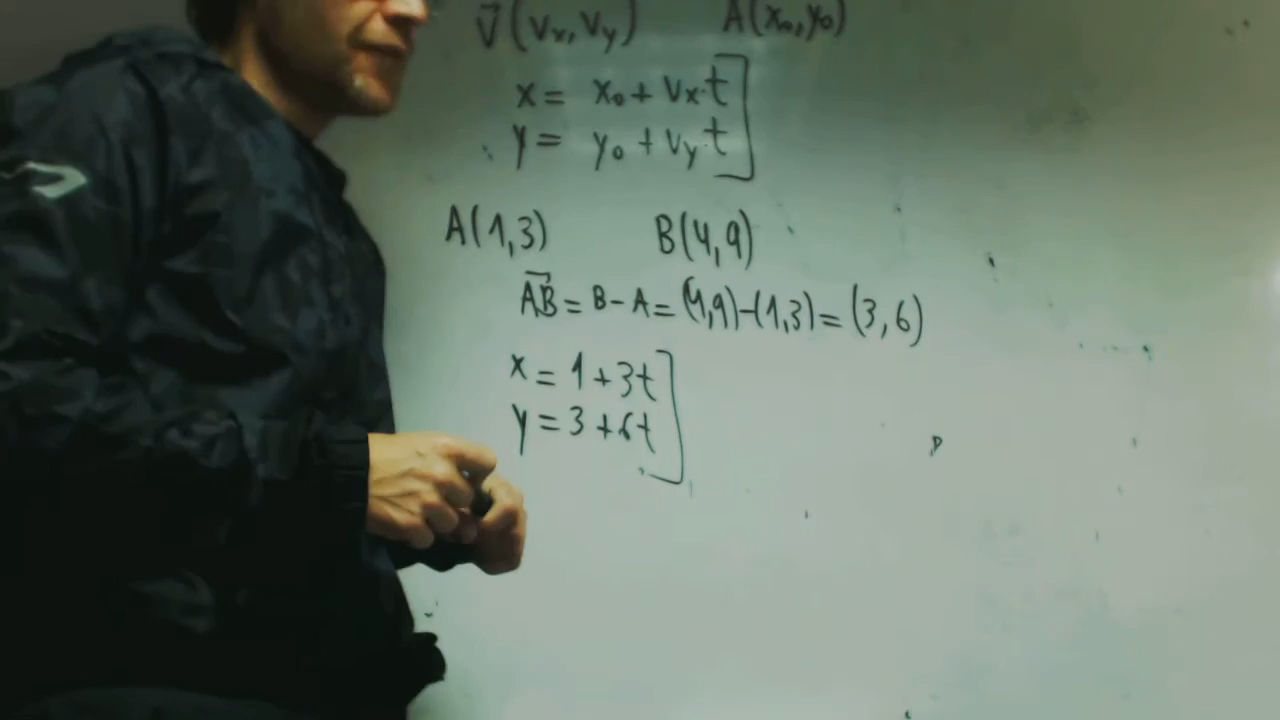 v⃗(vx, vy) A(x₀, y₀)
x = x₀ + vx·t
y = y₀ + vy·t
A(1,3) B(4,9)
A⃗B⃗ = B - A = (4,9)-(1,3) = (3,6)
x = 1 + 3t
y = 3 + 6t